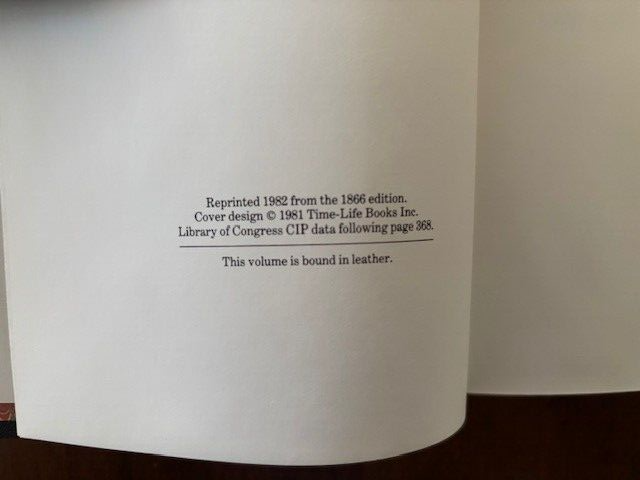 Reprinted 1982 from the 1866 edition.
Cover design © 1981 Time-Life Books Inc.
Library of Congress CIP data following page 368.
This volume is bound in leather.